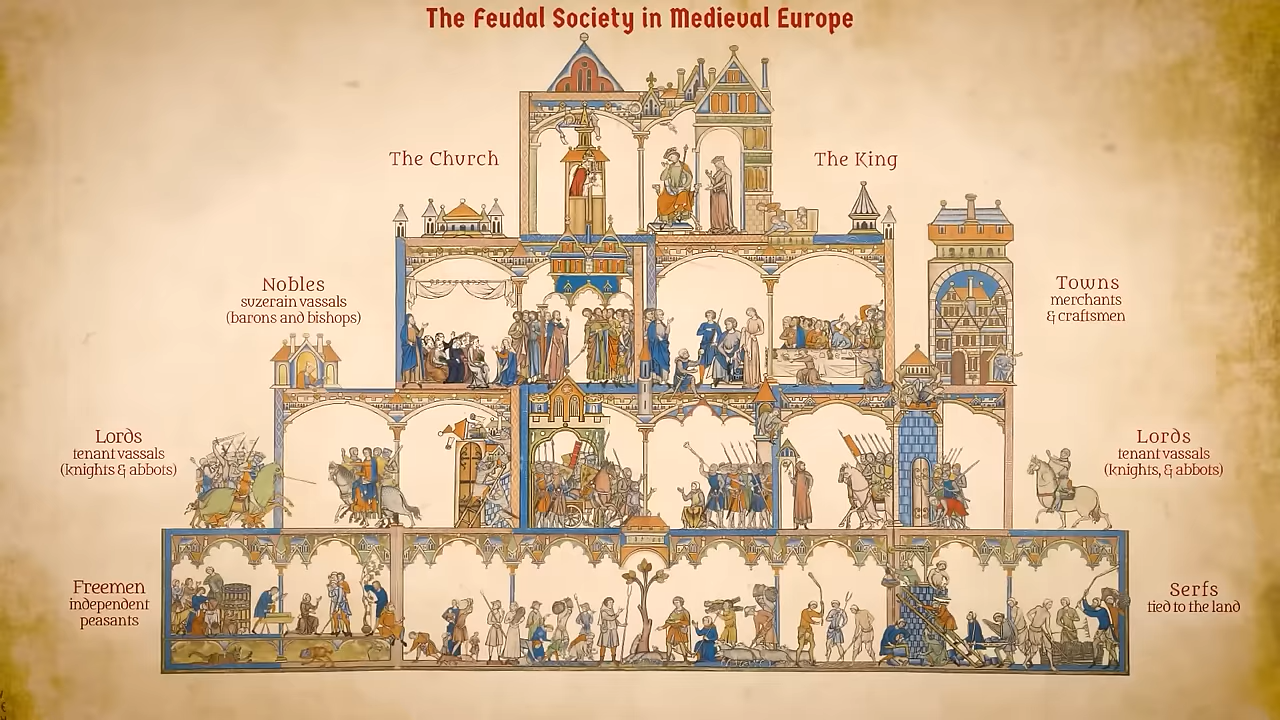 The Feudal Society in Medieval Europe
The Church
The King
Nobles
suzerain vassals
(barons and bishops)
Towns
merchants
& craftsmen
Lords
tenant vassals
(knights & abbots)
Lords
tenant vassals
(knights, & abbots)
Freemen
independent
peasants
Serfs
tied to the land